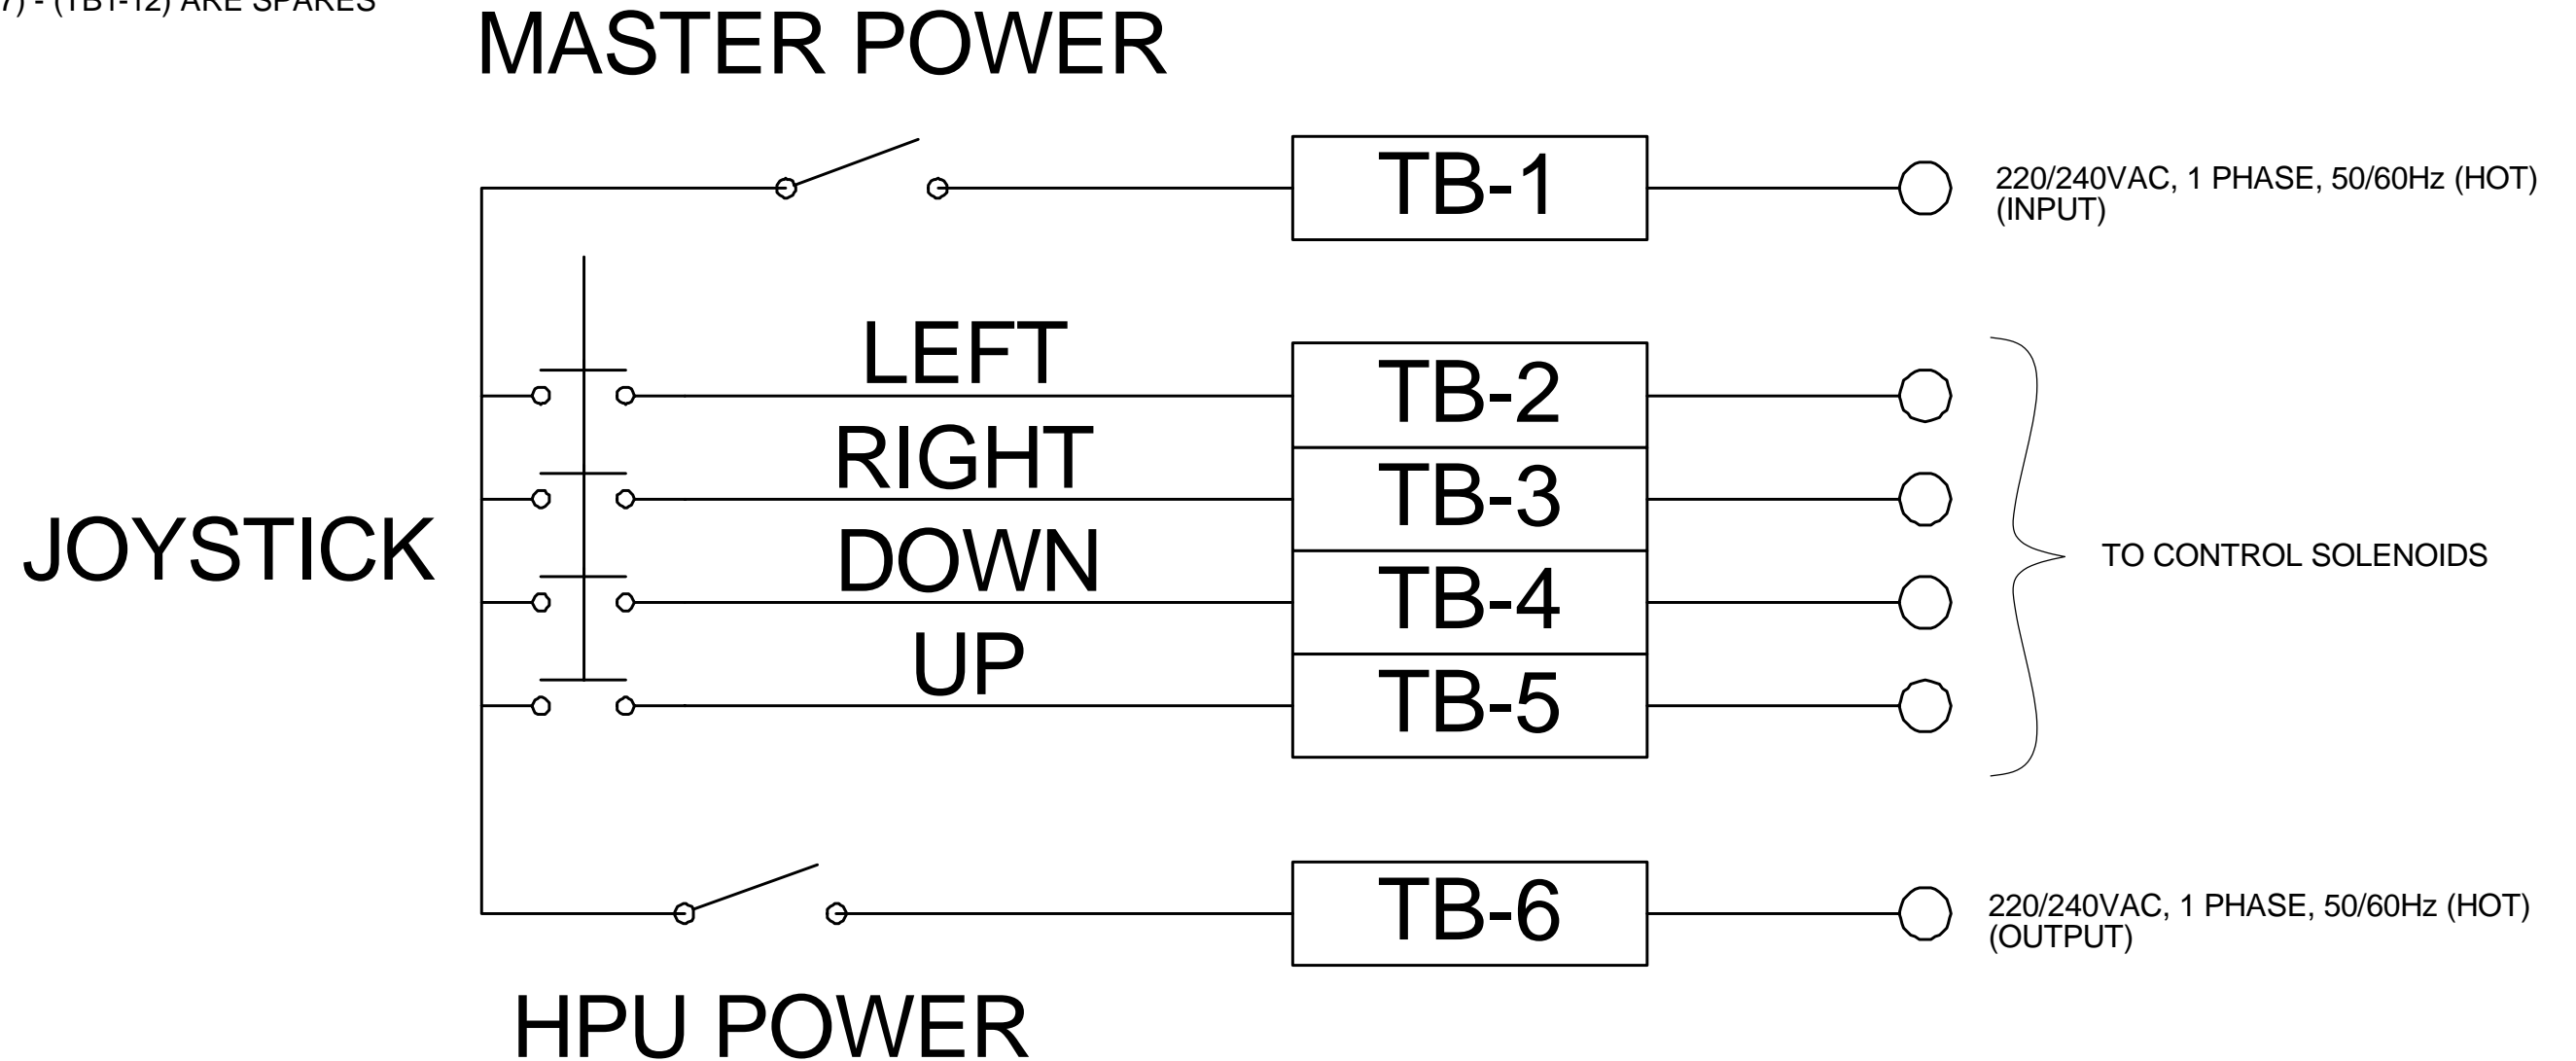 7) - (TB1-12) ARE SPARES
MASTER POWER
TB-1
220/240VAC, 1 PHASE, 50/60Hz (HOT)
(INPUT)
LEFT
TB-2
RIGHT
TB-3
JOYSTICK
DOWN
TO CONTROL SOLENOIDS
TB-4
UP
TB-5
TB-6
220/240VAC, 1 PHASE, 50/60Hz (HOT)
(OUTPUT)
HPU POWER